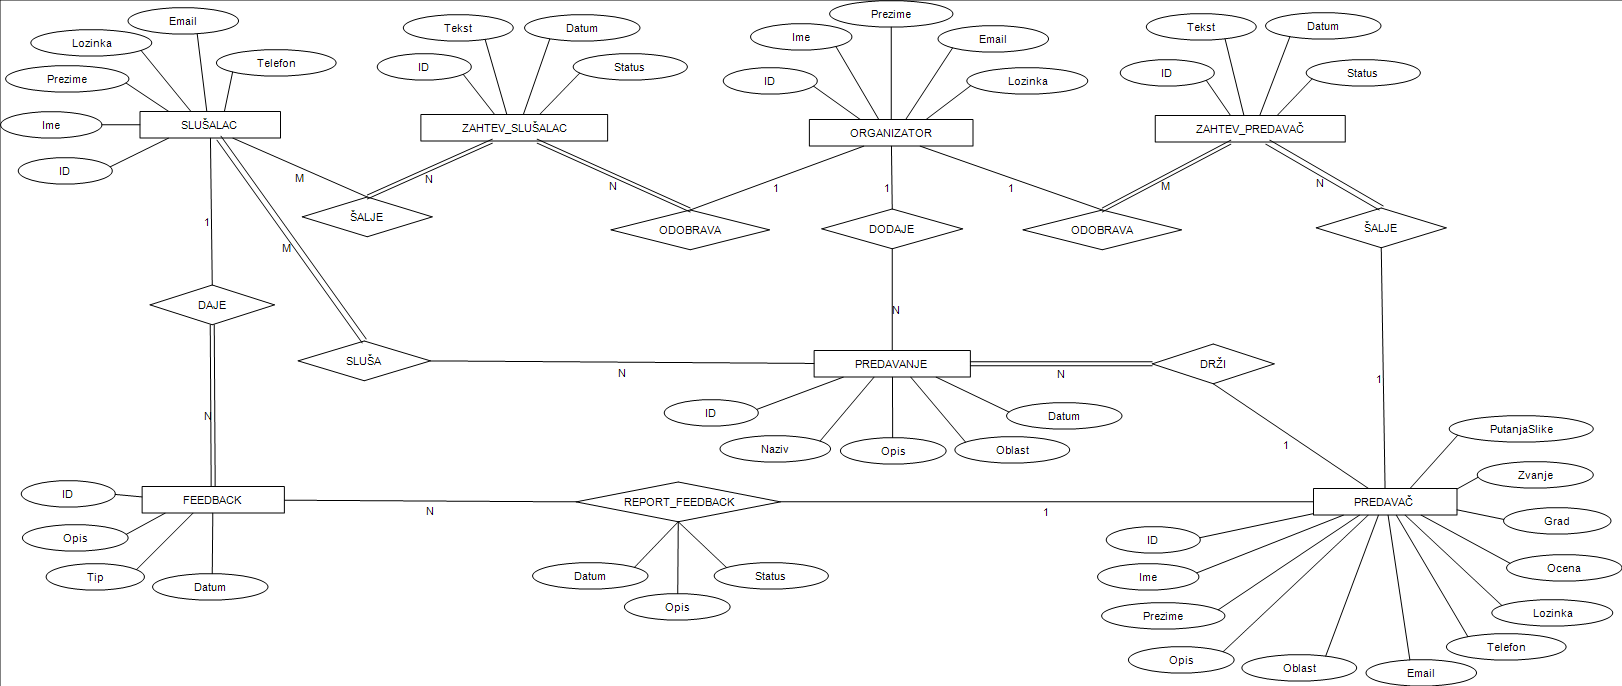 Prezime
Email
Lozinka
Telefon
Prezime
Ime
ID
SLUŠALAC
Tekst
Datum
ID
Status
ZAHTEV_SLUŠALAC
Ime
Email
ID
Lozinka
ORGANIZATOR
Tekst
Datum
ID
Status
ZAHTEV_PREDAVAČ
M
N
N
1
1
1
M
N
ŠALJE
ODOBRAVA
DODAJE
ODOBRAVA
ŠALJE
1
M
DAJE
N
SLUŠA
N
PREDAVANJE
N
DRŽI
1
1
N
ID
Naziv
Opis
Oblast
Datum
PutanjaSlike
Zvanje
FEEDBACK
N
REPORT_FEEDBACK
1
PREDAVAČ
ID
Opis
Tip
Datum
Datum
Opis
Status
Grad
ID
Ime
Ocena
Prezime
Lozinka
Opis
Oblast
Email
Telefon